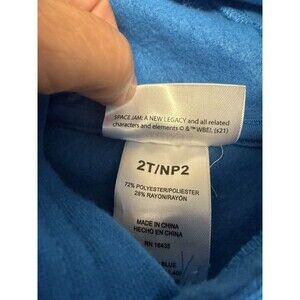 SPACE JAM: A NEW LEGACY and all related
characters and elements © & ™ WBEI. (s21)
2T/NP2
72% POLYESTER/POLIESTER
28% RAYON/RAYÓN
MADE IN CHINA
HECHO EN CHINA
RN 16435
BLUE